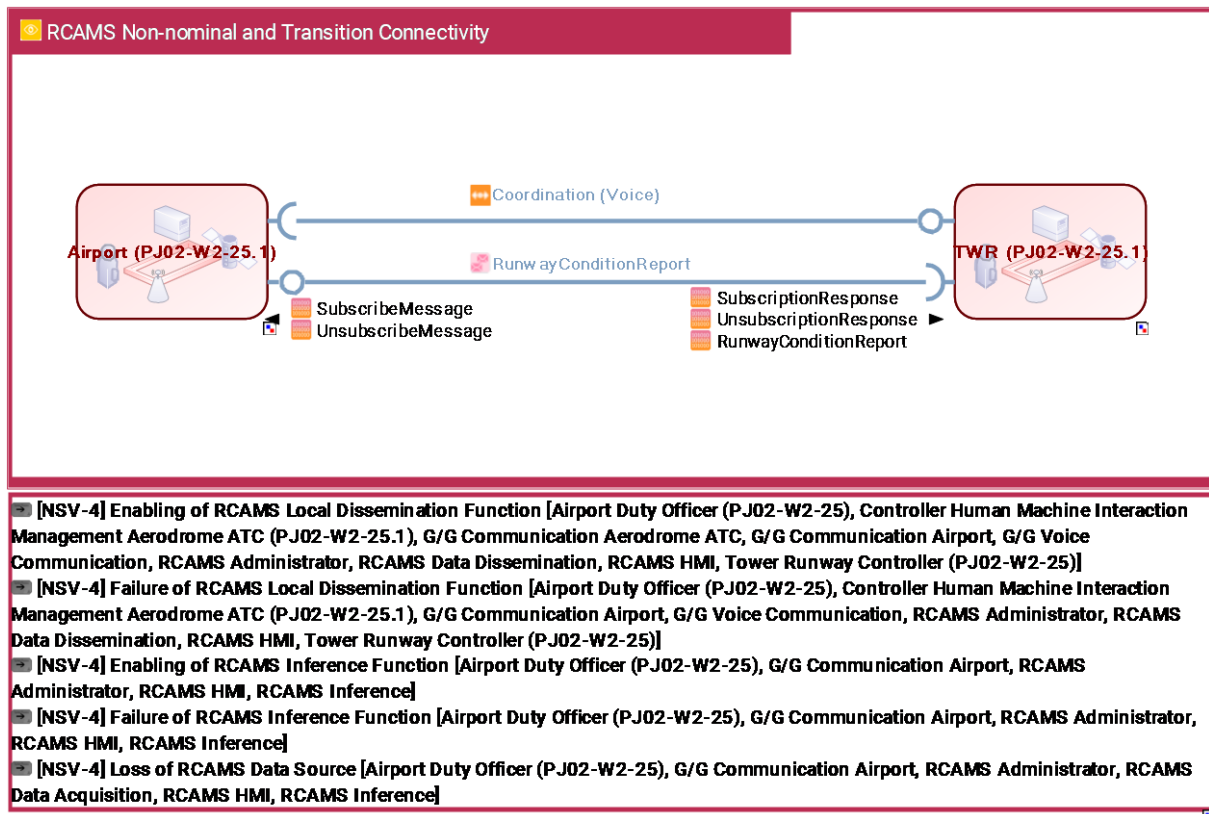 RCAMS Non-nominal and Transition Connectivity
Coordination (Voice)
Airport (PJ02-W2-25.1)
TWR (PJ02-W2-25.1)
RunwayConditionReport
SubscribeMessage
UnsubscribeMessage
SubscriptionResponse
UnsubscriptionResponse
RunwayConditionReport
[NSV-4] Enabling of RCAMS Local Dissemination Function [Airport Duty Officer (PJ02-W2-25), Controller Human Machine Interaction
Management Aerodrome ATC (PJ02-W2-25.1), G/G Communication Aerodrome ATC, G/G Communication Airport, G/G Voice
Communication, RCAMS Administrator, RCAMS Data Dissemination, RCAMS HMI, Tower Runway Controller (PJ02-W2-25)]
[NSV-4] Failure of RCAMS Local Dissemination Function [Airport Duty Officer (PJ02-W2-25), Controller Human Machine Interaction
Management Aerodrome ATC (PJ02-W2-25.1), G/G Communication Airport, G/G Voice Communication, RCAMS Administrator, RCAMS
Data Dissemination, RCAMS HMI, Tower Runway Controller (PJ02-W2-25)]
[NSV-4] Enabling of RCAMS Inference Function [Airport Duty Officer (PJ02-W2-25), G/G Communication Airport, RCAMS
Administrator, RCAMS HMI, RCAMS Inference]
[NSV-4] Failure of RCAMS Inference Function [Airport Duty Officer (PJ02-W2-25), G/G Communication Airport, RCAMS Administrator,
RCAMS HMI, RCAMS Inference]
[NSV-4] Loss of RCAMS Data Source [Airport Duty Officer (PJ02-W2-25), G/G Communication Airport, RCAMS Administrator, RCAMS
Data Acquisition, RCAMS HMI, RCAMS Inference]